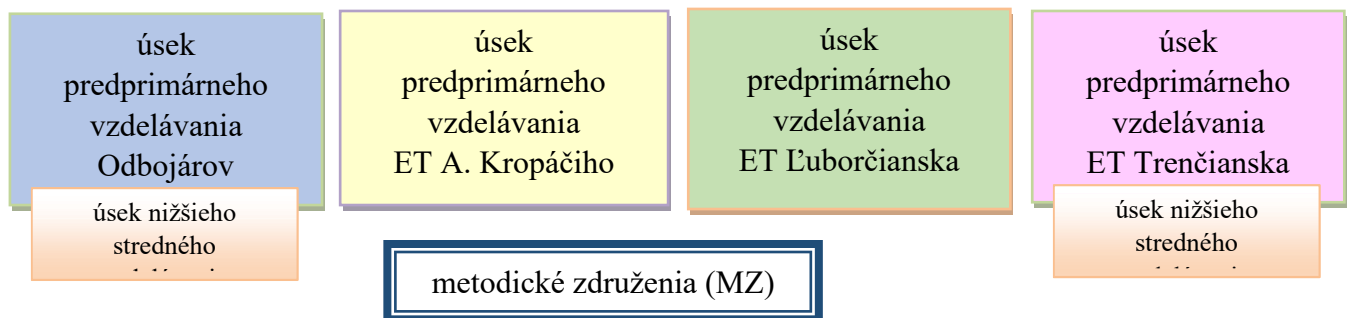 úsek
predprimárneho
vzdelávania
Odbojárov
úsek
predprimárneho
vzdelávania
ET A. Kropáčiho
úsek
predprimárneho
vzdelávania
ET Ľuborčianska
úsek
predprimárneho
vzdelávania
ET Trenčianska
úsek nižšieho
stredného
úsek nižšieho
stredného
metodické združenia (MZ)